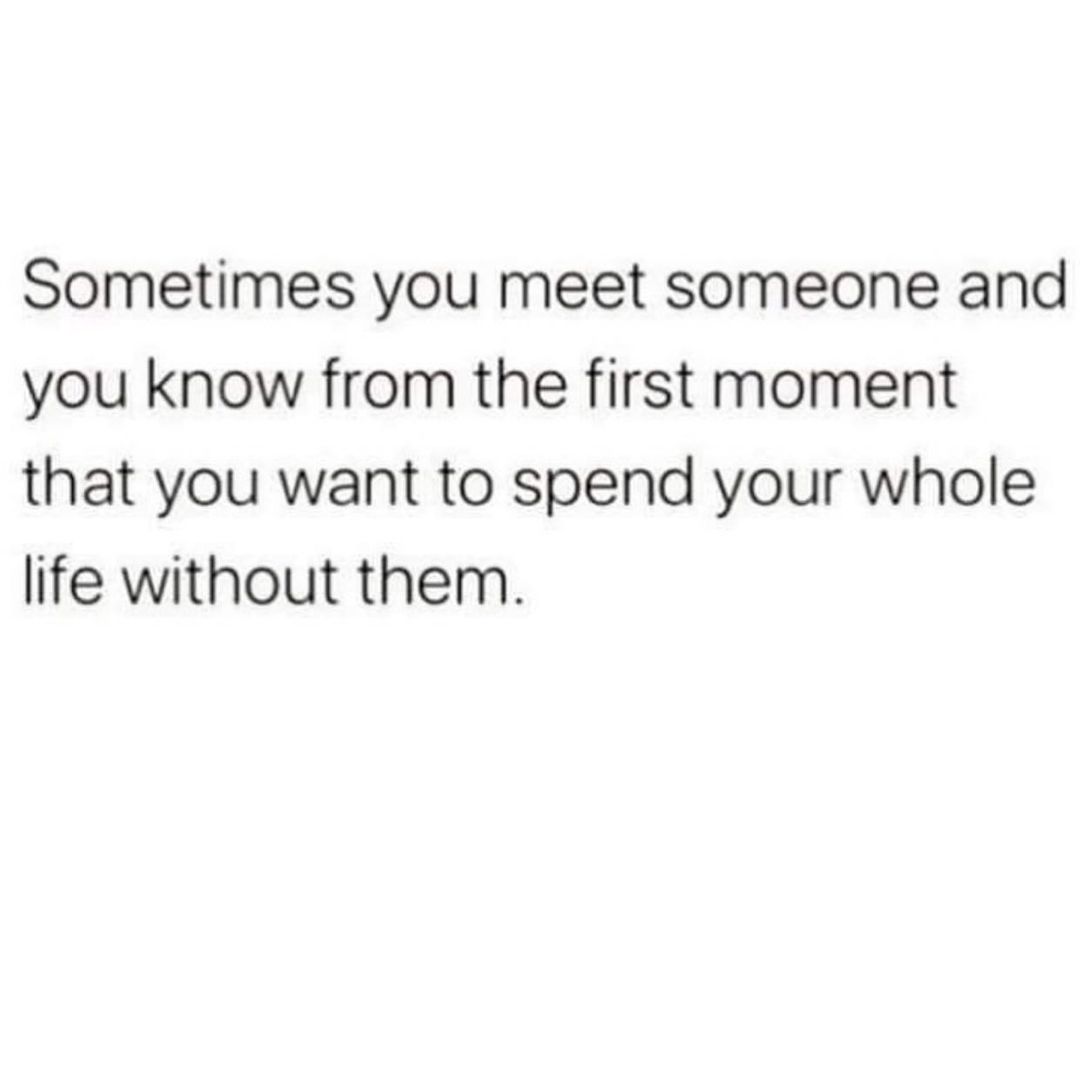 Sometimes you meet someone and
you know from the first moment
that you want to spend your whole
life without them.